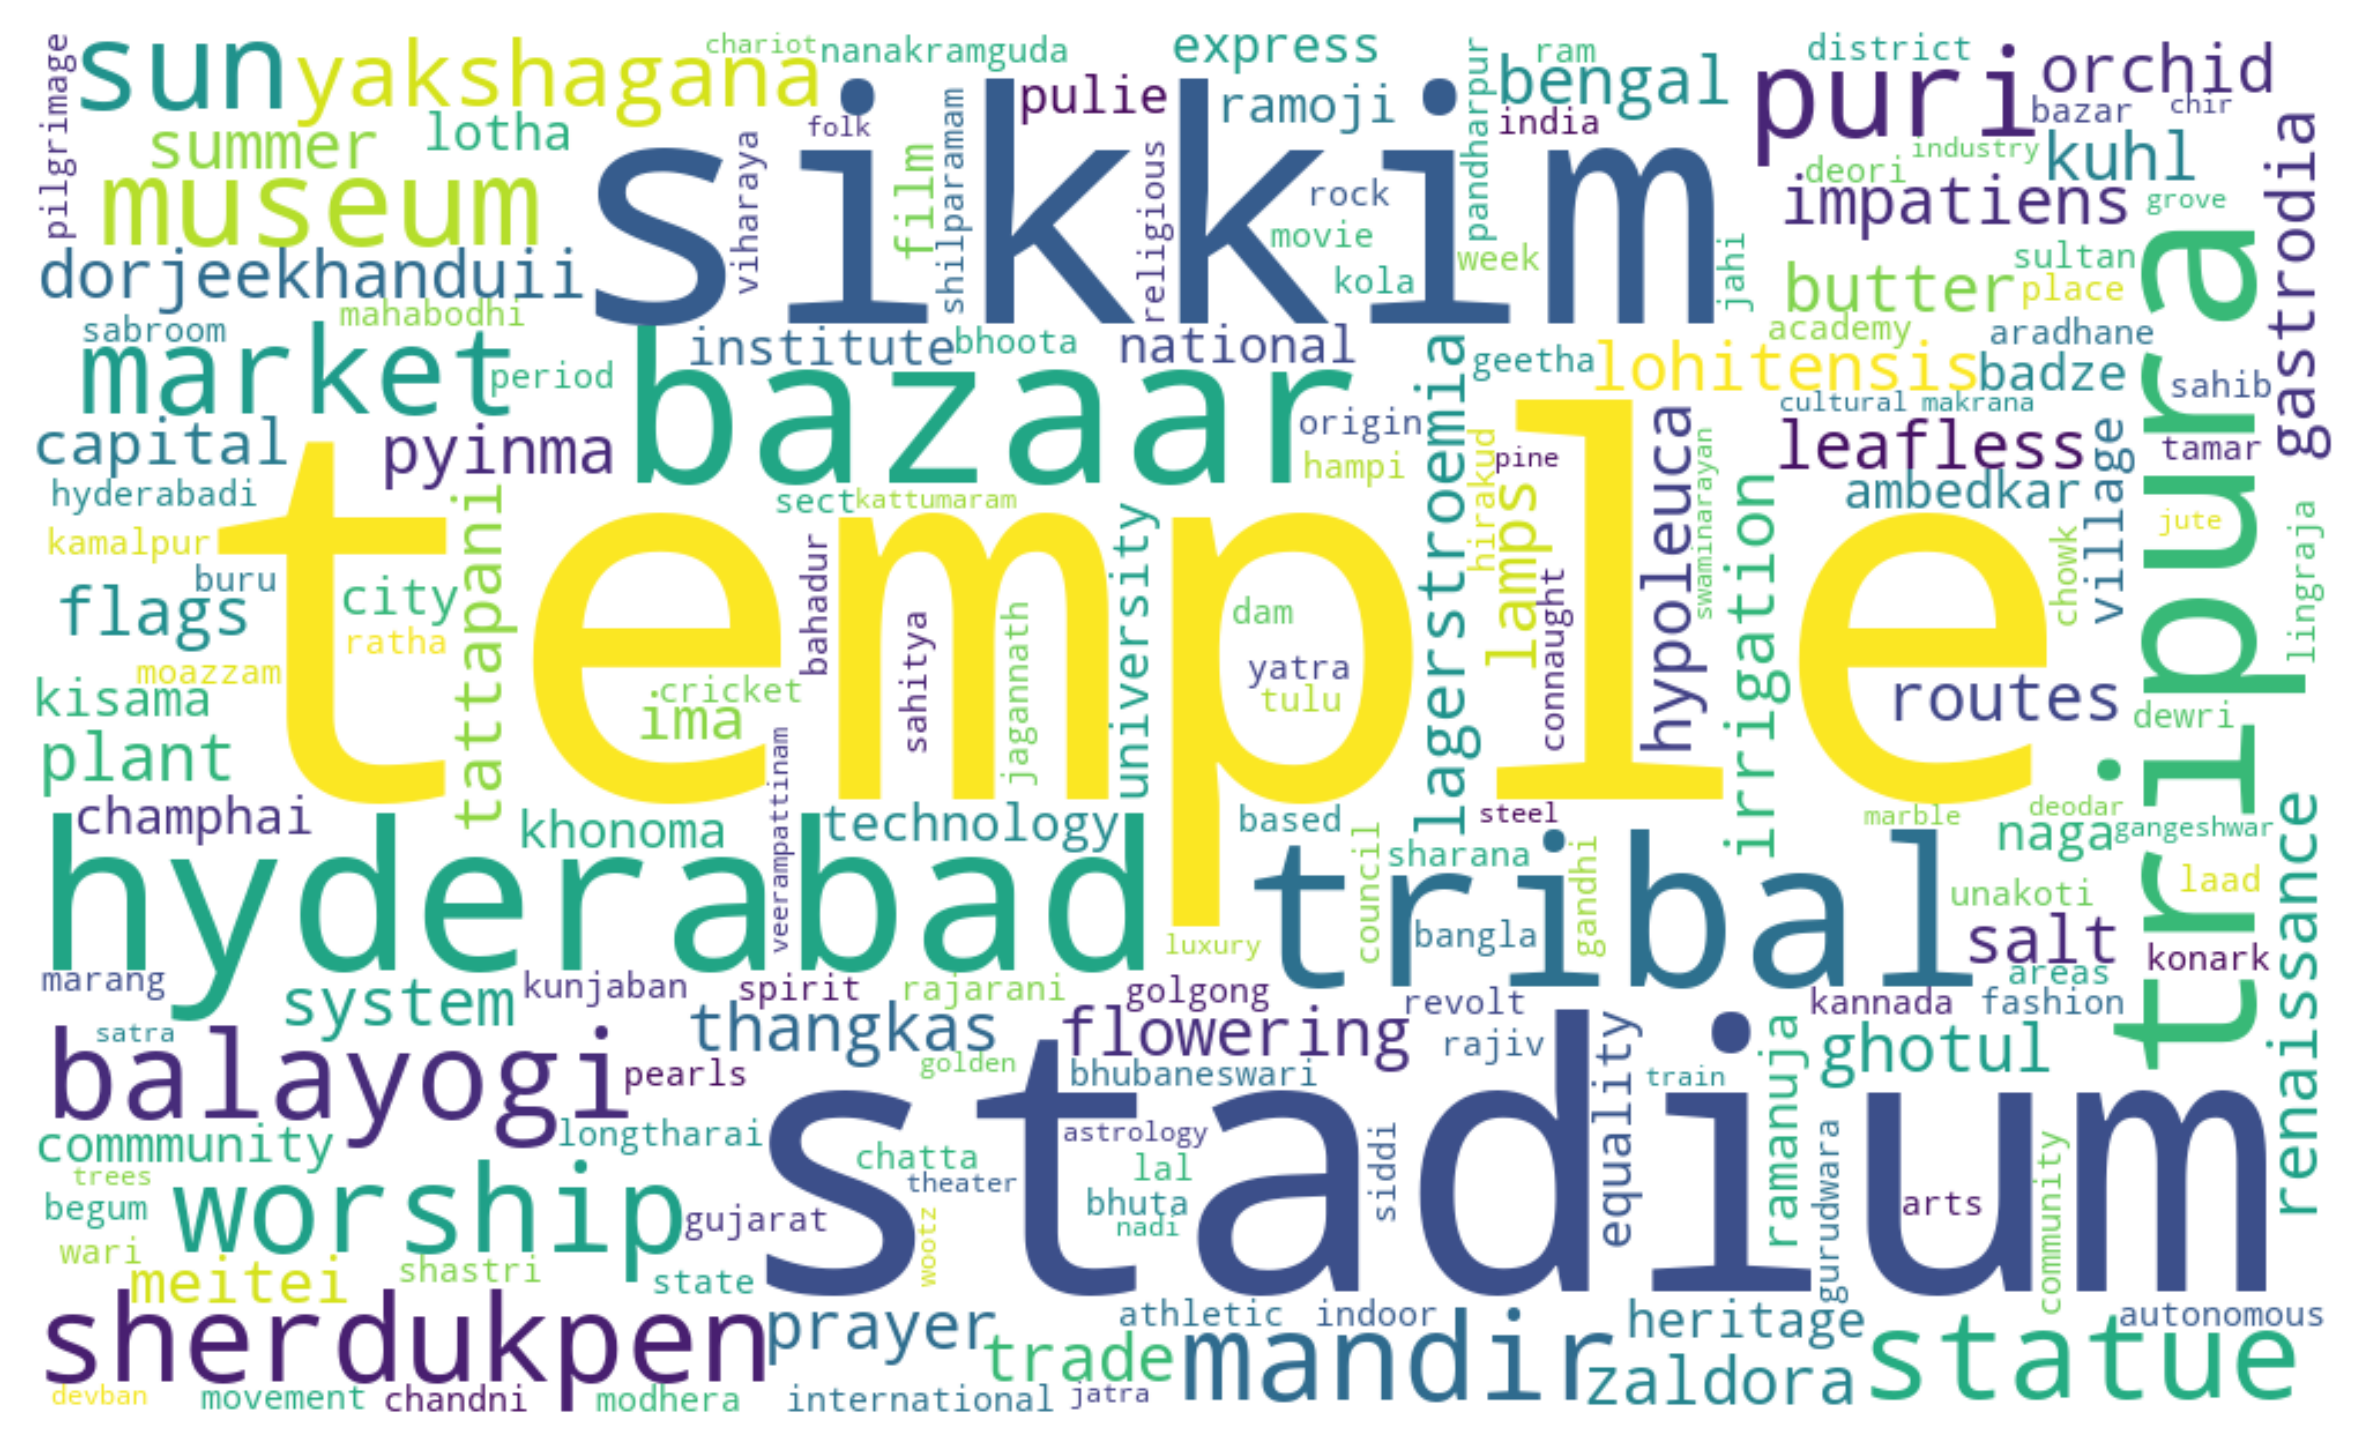 pilgrimage
sun
yakshagana
chariot
nanakramguda
express
pandharpur
ram
bengal
district
puri
orchid
bazar
chir
summer
lotha
folk
pulie
ramoji
india
industry
deori
kuhl
museum
sikkim
viharaya
film
shilparamam
religious
rock
movie
kola
week
jahi
impatiens
grove
gastrodia
dorjeekhanduii
mahabodhi
butter
sultan
place
tripura
sabroom
market
period
institute
bhoota
national
lagerstroemia
geetha
lohitensis
academy
aradhane
badze
sahib
capital
pyinma
bazaar
origin
hampi
hirakud
pine
hypoleuca
swaminarayan
cultural
makrana
leafless
village
tamar
hyderabadi
tattapani
sect
kattumaram
university
lamps
irrigation
ambedkar
jute
lingraja
kamalpur
temple
buru
city
flags
ratha
moazzam
bahadur
sahitya
jagannath
dam
yatra
tulu
connaught
chowk
kisama
ima
cricket
routes
dewri
plant
champhai
khonoma
veerampattinam
technology
based
steel
marble
deodar
naga
gangeshwar
renaissance
hyderabad
tribal
council
sharana
gandhi
bangla
unakoti
laad
luxury
salt
konark
marang
system
kunjaban
spirit
rajarani
golgong
revolt
kannada
areas
fashion
satra
thangkas
flowering
rajiv
equality
ramanuja
ghotul
balayogi
pearls
golden
bhubaneswari
train
commmunity
longtharai
stadium
astrology
siddi
gurudwara
community
trees
chatta
theater
lal
begum
worship
gujarat
wootz
bhuta
nadi
arts
wari
meitei
shastri
state
sherdukpen
prayer
athletic
indoor
heritage
autonomous
trade
mandir
zaldora
statue
devban
movement
chandni
modhera
international
jatra